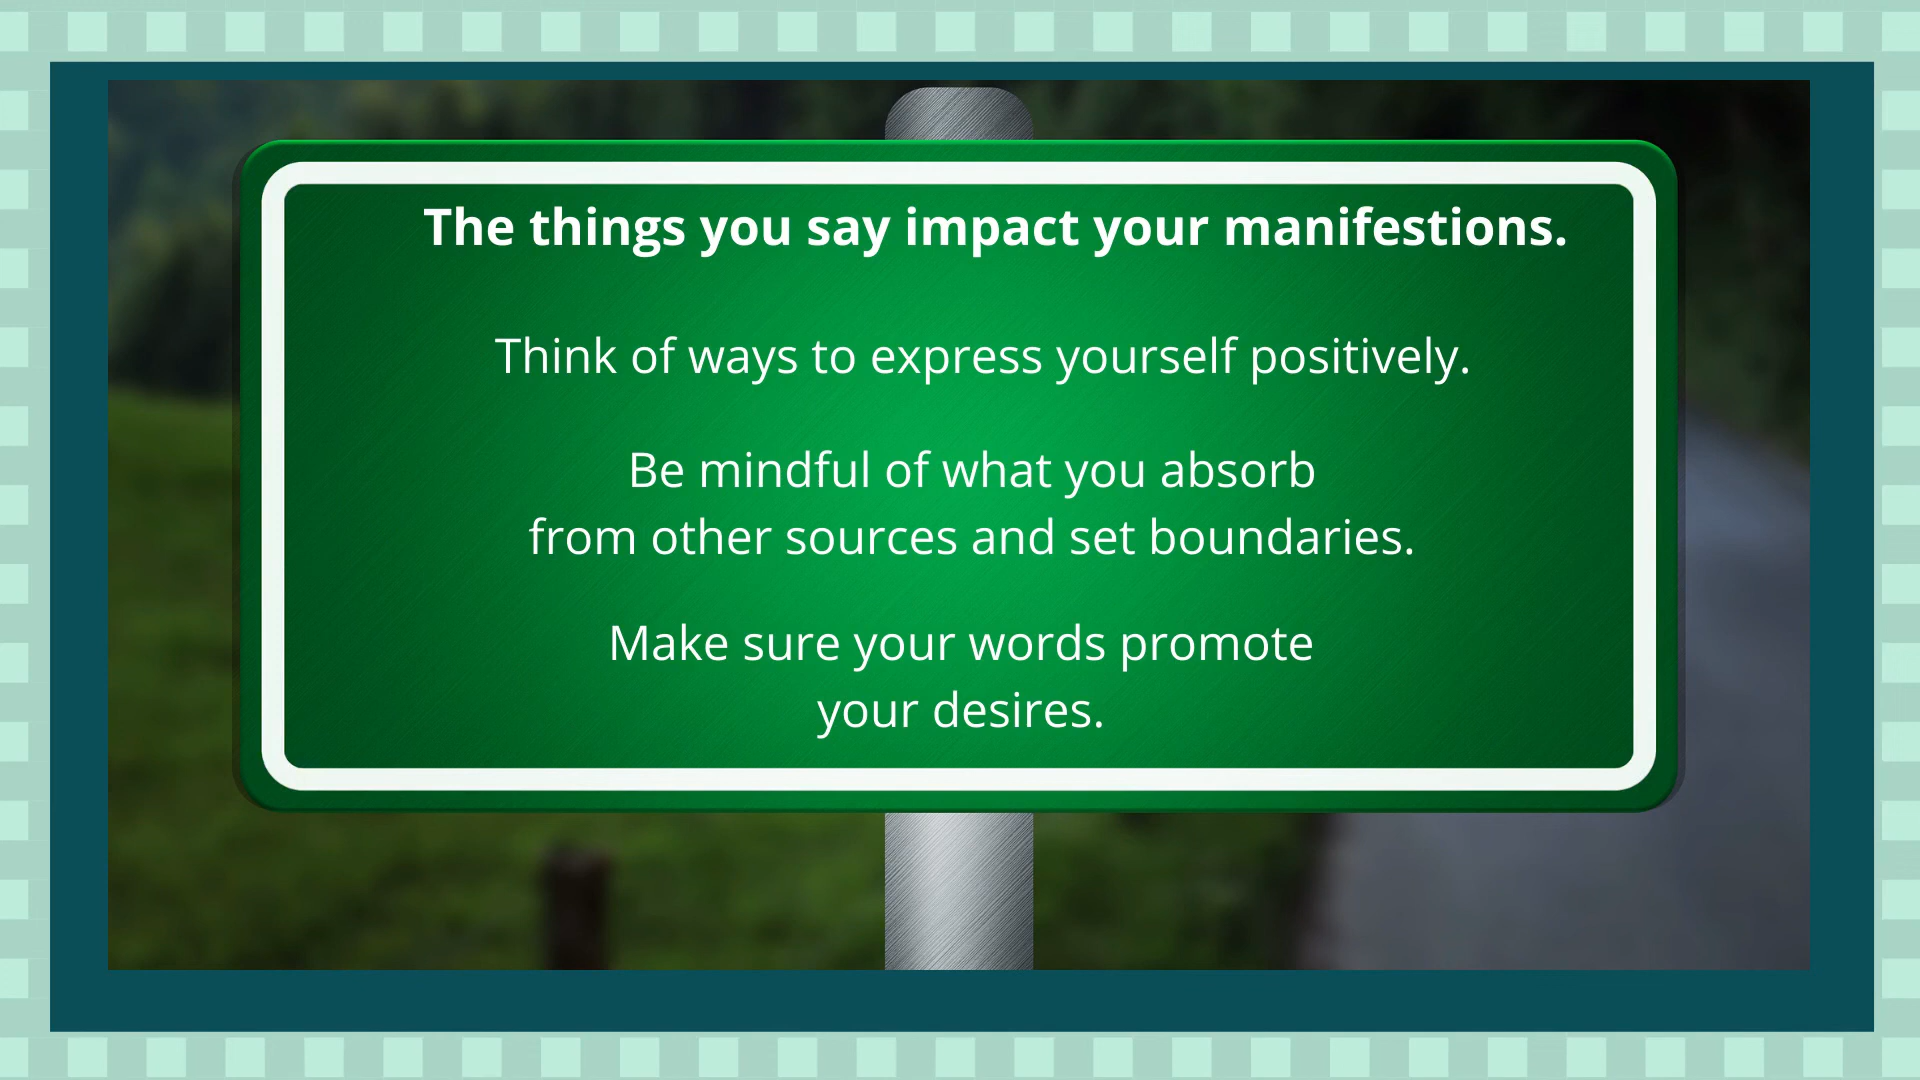 The things you say impact your manifestions.
Think of ways to express yourself positively.
Be mindful of what you absorb
from other sources and set boundaries.
Make sure your words promote
your desires.